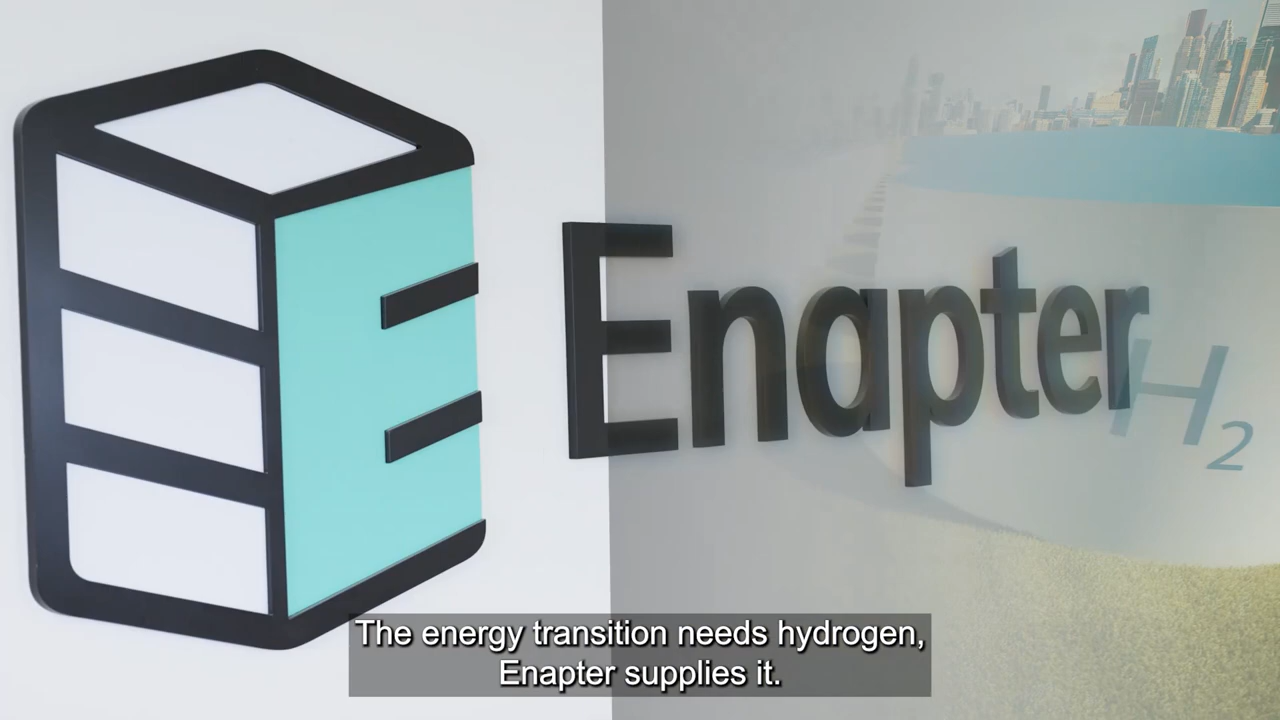 Enapter
H2
The energy transition needs hydrogen,
Enapter supplies it.